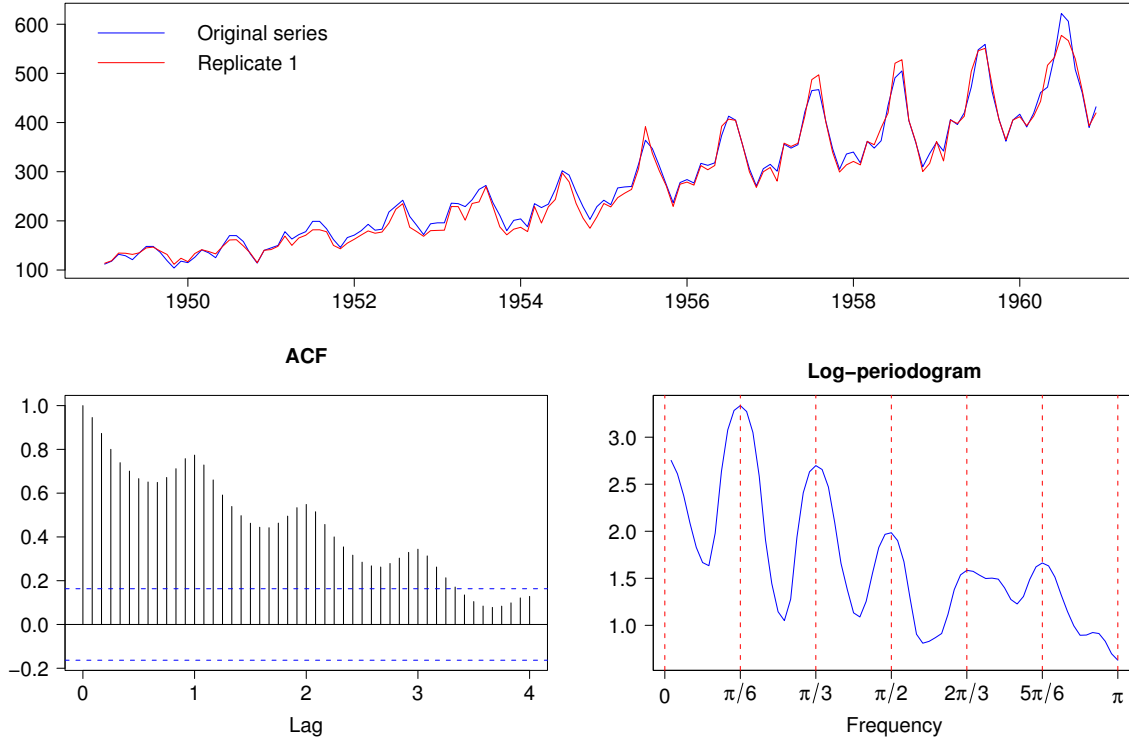 600
500
400
300
200
100
Original series
Replicate 1
1950 1952 1954 1956 1958 1960
ACF
1.0
0.8
0.6
0.4
0.2
0.0
−0.2
0 1 2 3 4
Lag
Log−periodogram
3.0
2.5
2.0
1.5
1.0
0 π/6 π/3 π/2 2π/3 5π/6 π
Frequency